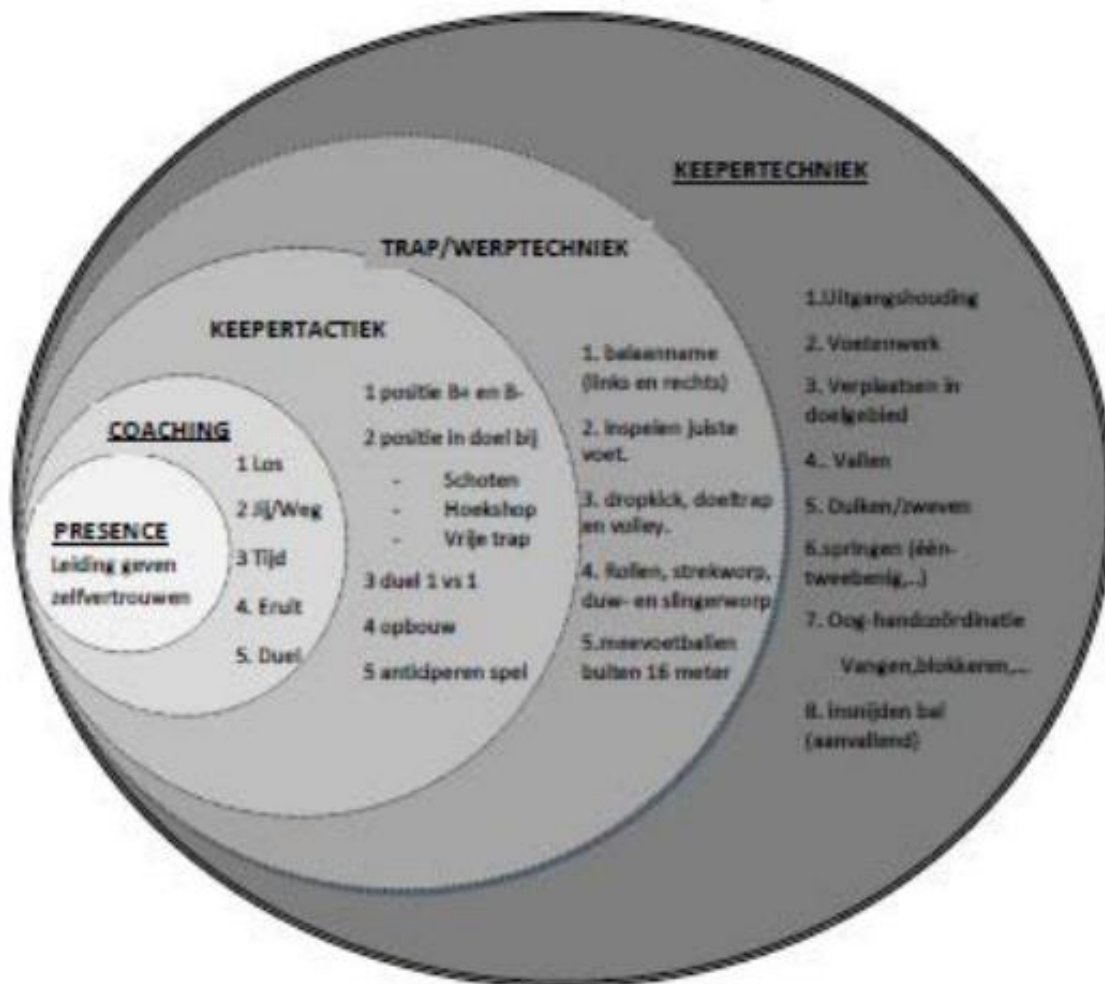 KEEPERTECHNIEK
1.Uitgangshouding
2. Voetenwerk
3. Verplaatsen in
doelgebied
4.. Vallen
5. Duiken/zweven
6.springen (één-
tweebenig,..)
7. Oog-handcoördinatie
Vangen,blokkeren,...
8. insnijden bal
(aanvallend)
TRAP/WERPTECHNIEK
1. balaanname
(links en rechts)
2. inspelen juiste
voet.
3. dropkick, doeltrap
en volley.
4. Rollen, strekworp,
duw- en slingerworp
5.meevoetballen
buiten 16 meter
KEEPERTACTIEK
1 positie B+ en B-
2 positie in doel bij
- Schoten
- Hoekshop
- Vrije trap
3 duel 1 vs 1
4 opbouw
5 anticiperen spel
COACHING
1 Los
2 Jij/Weg
3 Tijd
4. Eruit
5. Duel
PRESENCE
Leiding geven
zelfvertrouwen